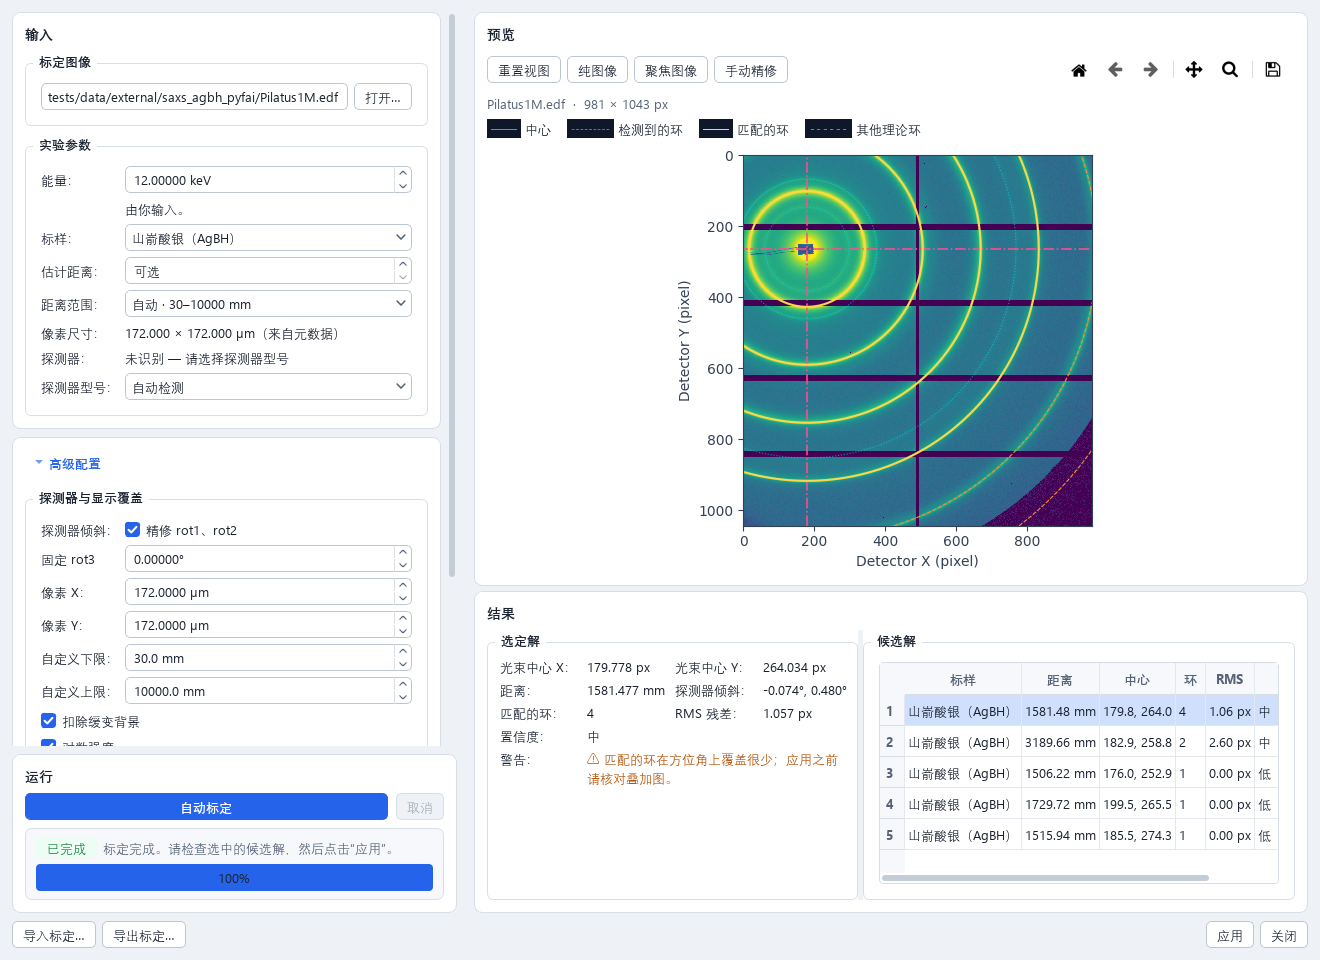 输入
标定图像
tests/data/external/saxs_agbh_pyfai/Pilatus1M.edf
打开...
实验参数
能量:
12.00000 keV
由你输入。
标样:
山嵛酸银（AgBH）
估计距离:
可选
距离范围:
自动 · 30–10000 mm
像素尺寸:
172.000 × 172.000 µm（来自元数据）
探测器:
未识别 — 请选择探测器型号
探测器型号:
自动检测
高级配置
探测器与显示覆盖
探测器倾斜:
精修 rot1、rot2
固定 rot3
0.00000°
像素 X:
172.0000 µm
像素 Y:
172.0000 µm
自定义下限:
30.0 mm
自定义上限:
10000.0 mm
扣除缓变背景
运行
自动标定
取消
已完成
标定完成。请检查选中的候选解，然后点击“应用”。
100%
导入标定...
导出标定...
预览
重置视图
纯图像
聚焦图像
手动精修
Pilatus1M.edf · 981 × 1043 px
中心
检测到的环
匹配的环
其他理论环
0
200
400
600
800
1000
Detector Y (pixel)
0 200 400 600 800
Detector X (pixel)
结果
选定解
光束中心 X: 179.778 px 光束中心 Y: 264.034 px
距离: 1581.477 mm 探测器倾斜: -0.074°, 0.480°
匹配的环: 4 RMS 残差: 1.057 px
置信度: 中
警告: ⚠ 匹配的环在方位角上覆盖很少；应用之前
请核对叠加图。
候选解
标样 距离 中心 环 RMS
1 山嵛酸银（AgBH） 1581.48 mm 179.8, 264.0 4 1.06 px 中
2 山嵛酸银（AgBH） 3189.66 mm 182.9, 258.8 2 2.60 px 中
3 山嵛酸银（AgBH） 1506.22 mm 176.0, 252.9 1 0.00 px 低
4 山嵛酸银（AgBH） 1729.72 mm 199.5, 265.5 1 0.00 px 低
5 山嵛酸银（AgBH） 1515.94 mm 185.5, 274.3 1 0.00 px 低
应用
关闭